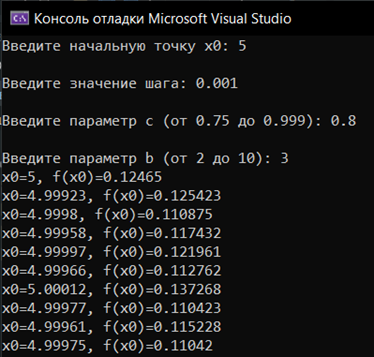 Консоль отладки Microsoft Visual Studio
Введите начальную точку x0: 5
Введите значение шага: 0.001
Введите параметр c (от 0.75 до 0.999): 0.8
Введите параметр b (от 2 до 10): 3
x0=5, f(x0)=0.12465
x0=4.99923, f(x0)=0.125423
x0=4.9998, f(x0)=0.110875
x0=4.99958, f(x0)=0.117432
x0=4.99997, f(x0)=0.121961
x0=4.99966, f(x0)=0.112762
x0=5.00012, f(x0)=0.137268
x0=4.99977, f(x0)=0.110423
x0=4.99961, f(x0)=0.115228
x0=4.99975, f(x0)=0.11042